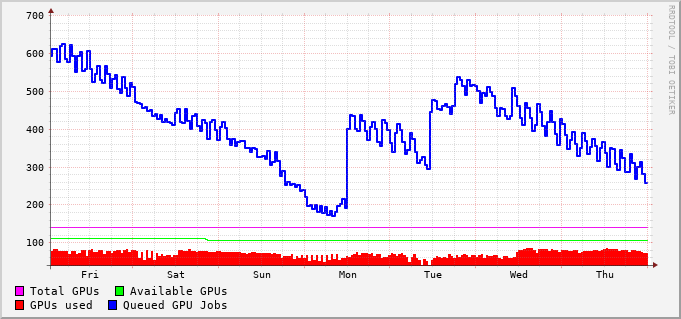 RRDTOOL / TOBI OETIKER
700
600
500
400
300
200
100
Fri Sat Sun Mon Tue Wed Thu
Total GPUs Available GPUs
GPUs used Queued GPU Jobs